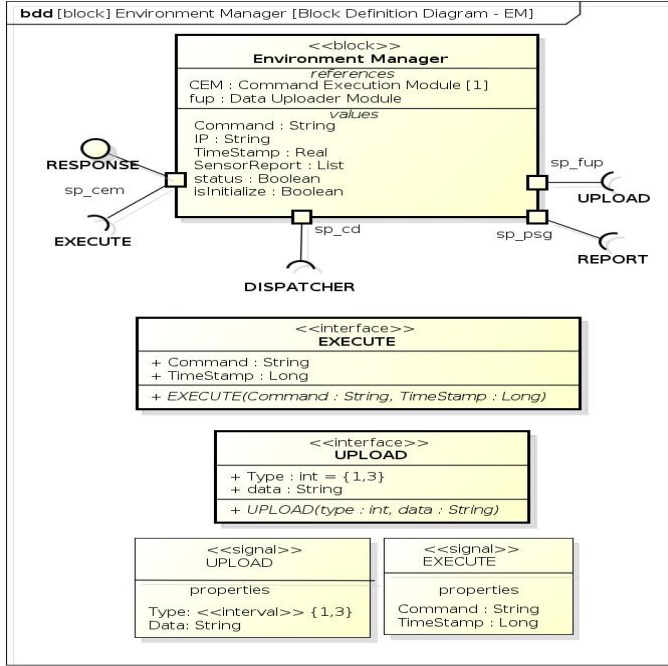 bdd [block] Environment Manager [Block Definition Diagram - EM]
<<block>>
Environment Manager
references
CEM : Command Execution Module [1]
fup : Data Uploader Module
values
Command : String
IP : String
TimeStamp : Real
SensorReport : List
status : Boolean
isInitialize : Boolean
RESPONSE
sp_cem
EXECUTE
sp_cd
DISPATCHER
sp_fup
UPLOAD
sp_psg
REPORT
<<interface>>
EXECUTE
+ Command : String
+ TimeStamp : Long
+ EXECUTE(Command : String, TimeStamp : Long)
<<interface>>
UPLOAD
+ Type : int = {1,3}
+ data : String
+ UPLOAD(type : int, data : String)
<<signal>>
UPLOAD
properties
Type: <<interval>> {1,3}
Data: String
<<signal>>
EXECUTE
properties
Command : String
TimeStamp : Long